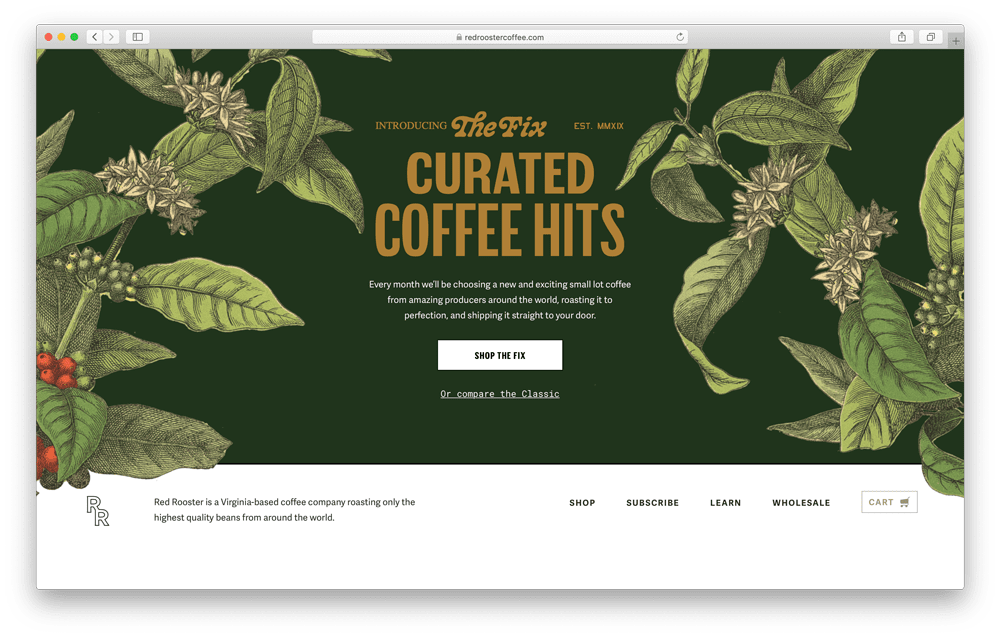 redroostercoffee.com
INTRODUCING The Fix EST. MMXIX
CURATED
COFFEE HITS
Every month we'll be choosing a new and exciting small lot coffee
from amazing producers around the world, roasting it to
perfection, and shipping it straight to your door.
SHOP THE FIX
Or compare the Classic
RR
Red Rooster is a Virginia-based coffee company roasting only the
highest quality beans from around the world.
SHOP SUBSCRIBE LEARN WHOLESALE CART